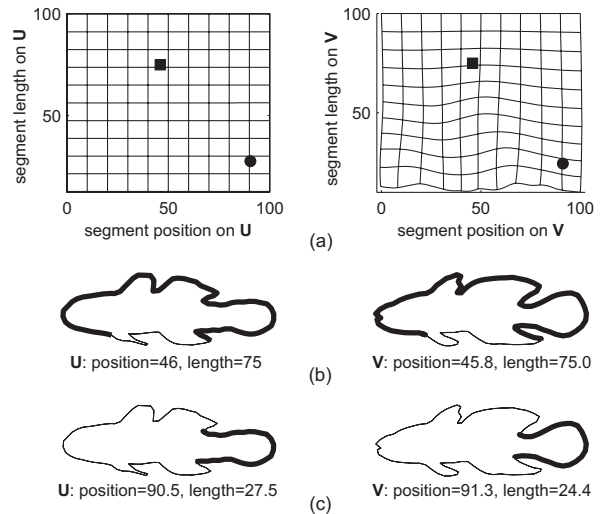 100
50
segment length on U
0 50 100
segment position on U
100
50
segment length on V
0 50 100
segment position on V
(a)
U: position=46, length=75
V: position=45.8, length=75.0
(b)
U: position=90.5, length=27.5
V: position=91.3, length=24.4
(c)